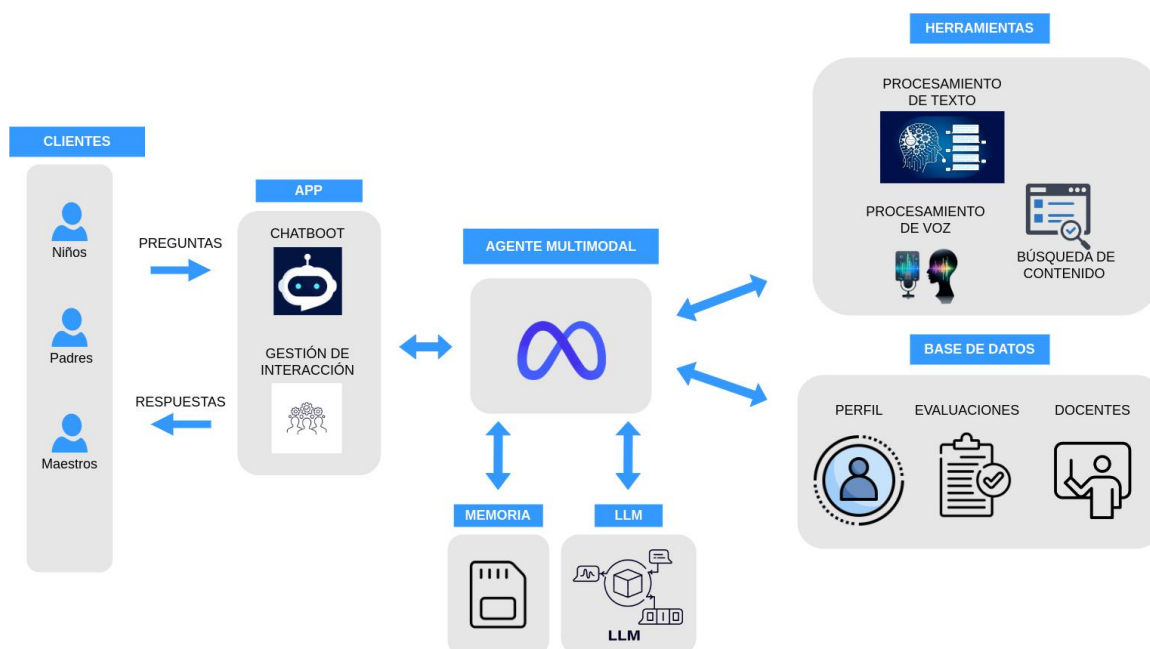 CLIENTES
Niños
Padres
Maestros
PREGUNTAS
RESPUESTAS
APP
CHATBOOT
GESTIÓN DE
INTERACCIÓN
AGENTE MULTIMODAL
MEMORIA
LLM
LLM
HERRAMIENTAS
PROCESAMIENTO
DE TEXTO
PROCESAMIENTO
DE VOZ
BÚSQUEDA DE
CONTENIDO
BASE DE DATOS
PERFIL
EVALUACIONES
DOCENTES